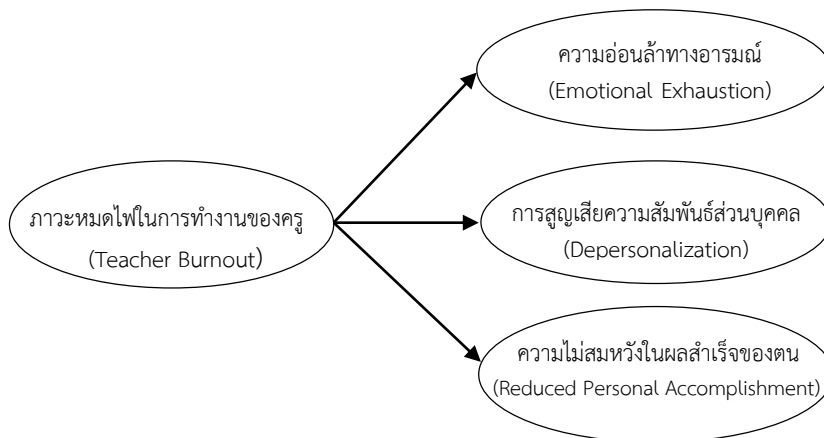 ความอ่อนล้าทางอารมณ์
(Emotional Exhaustion)
ภาวะหมดไฟในการทำงานของครู
(Teacher Burnout)
การสูญเสียความสัมพันธ์ส่วนบุคคล
(Depersonalization)
ความไม่สมหวังในผลสำเร็จของตน
(Reduced Personal Accomplishment)